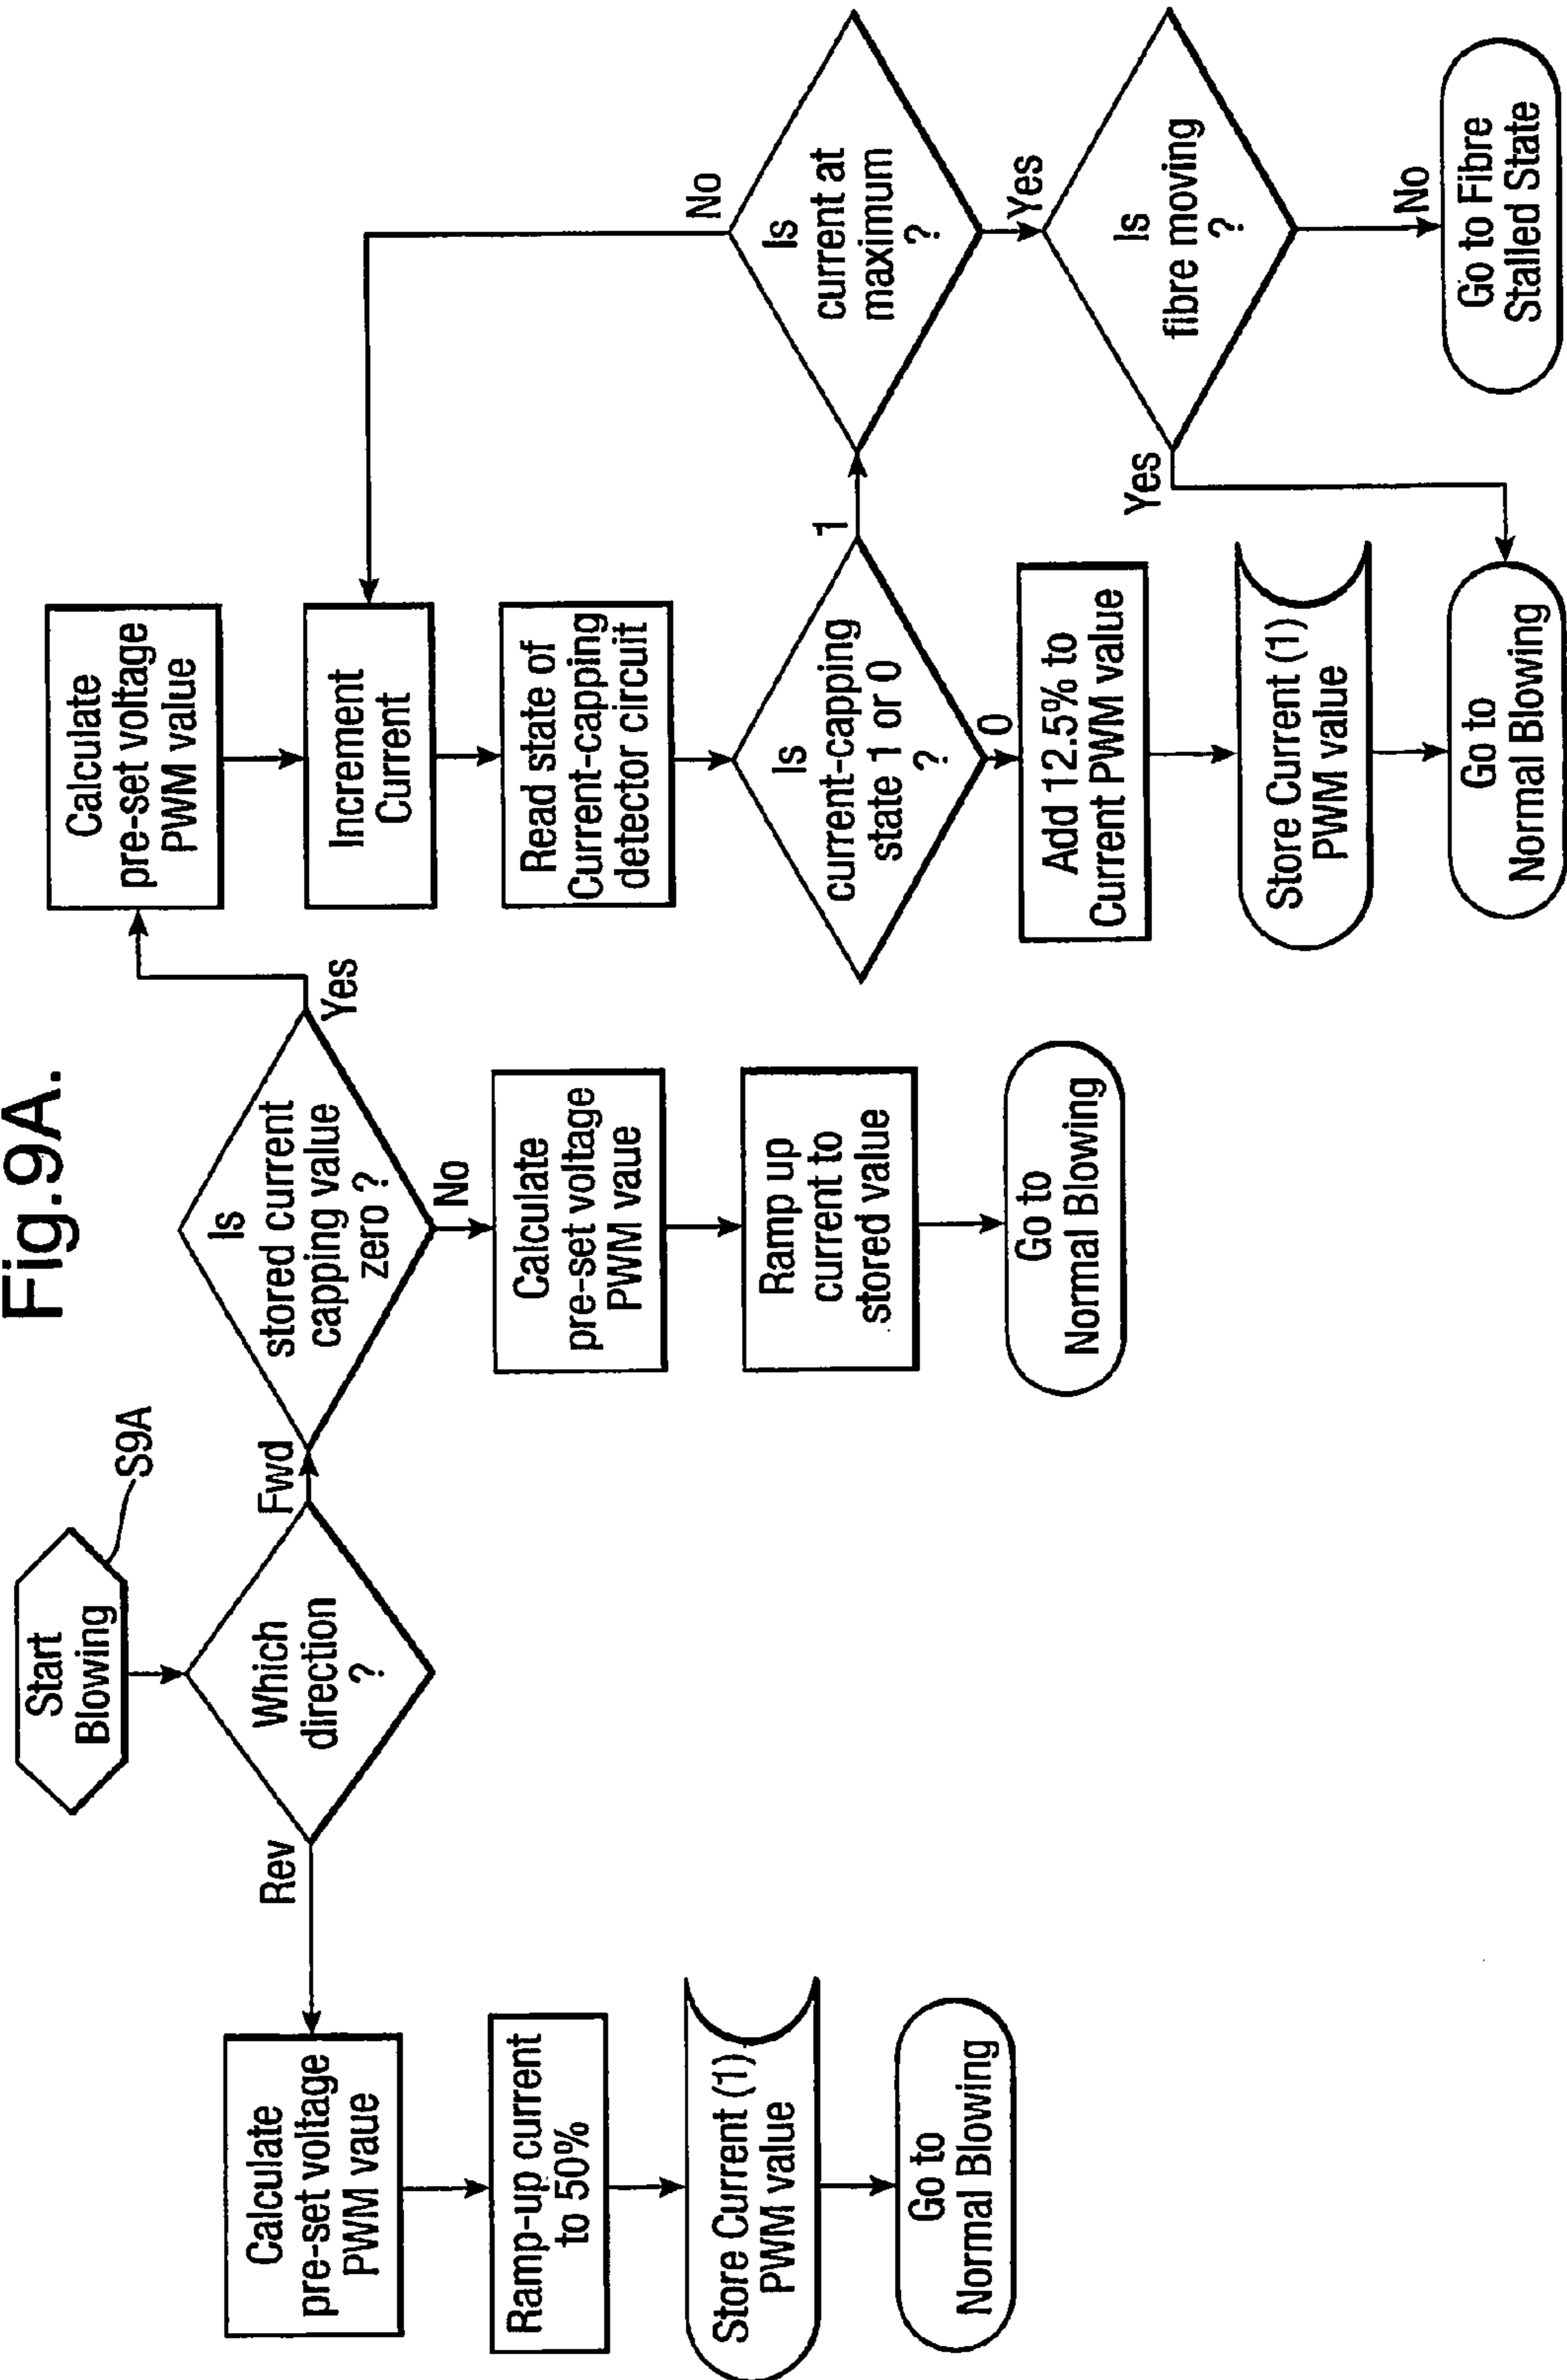 Fig.9A.
Start
Blowing
S9A
Which
direction
?
Rev
Fwd
Calculate
pre-set voltage
PWM vaue
Ramp-up current
to 50%
Store Current (1)
PWM value
Go to
Normal Blowing
Is
stored current
capping value
zero ?
No
Yes
Calculate
pre-set voltage
PWM vaue
Ramp up
current to
stored value
Go to
Normal Blowing
Calculate
pre-set voltage
PWM value
Increment
Current
Read state of
Current-capping
detector circuit
Is
current-capping
state 1 or 0
?
1
0
Add 12.5% to
Current PWM value
Store Current (1)
PWM value
Go to
Normal Blowing
Is
current at
maximum
?
No
Yes
Is
fibre moving
?
Yes
No
Go to Fibre
Stalled State